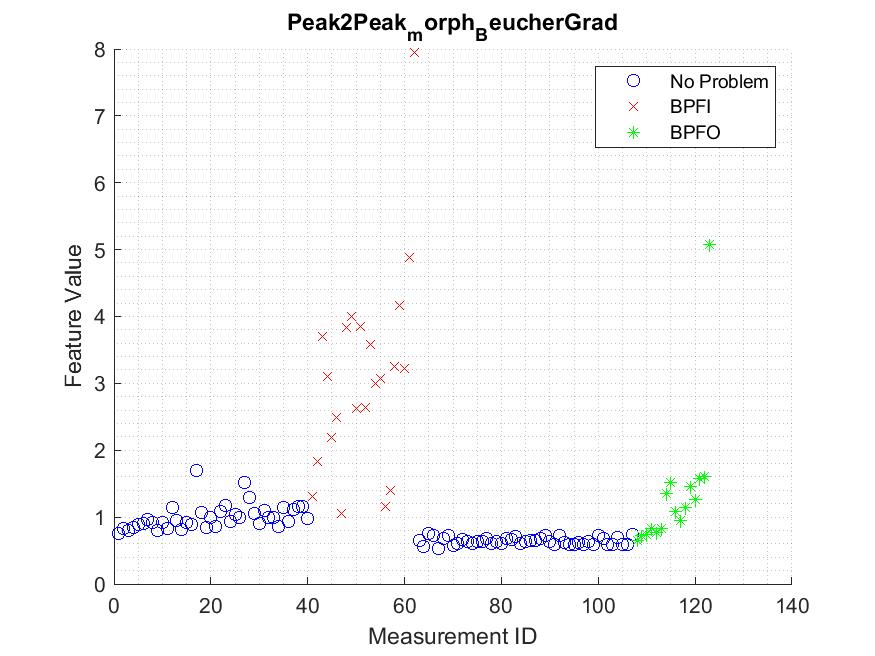 Peak2Peak_morph_BeucherGrad
8
7
6
5
4
3
2
1
0
Feature Value
No Problem
BPFI
BPFO
0 20 40 60 80 100 120 140
Measurement ID